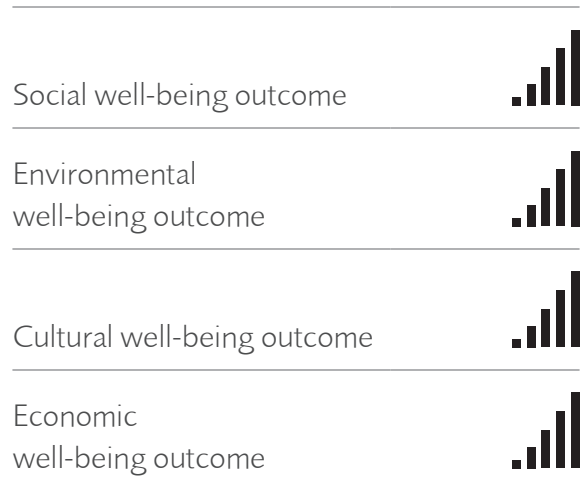 Social well-being outcome
Environmental
well-being outcome
Cultural well-being outcome
Economic
well-being outcome